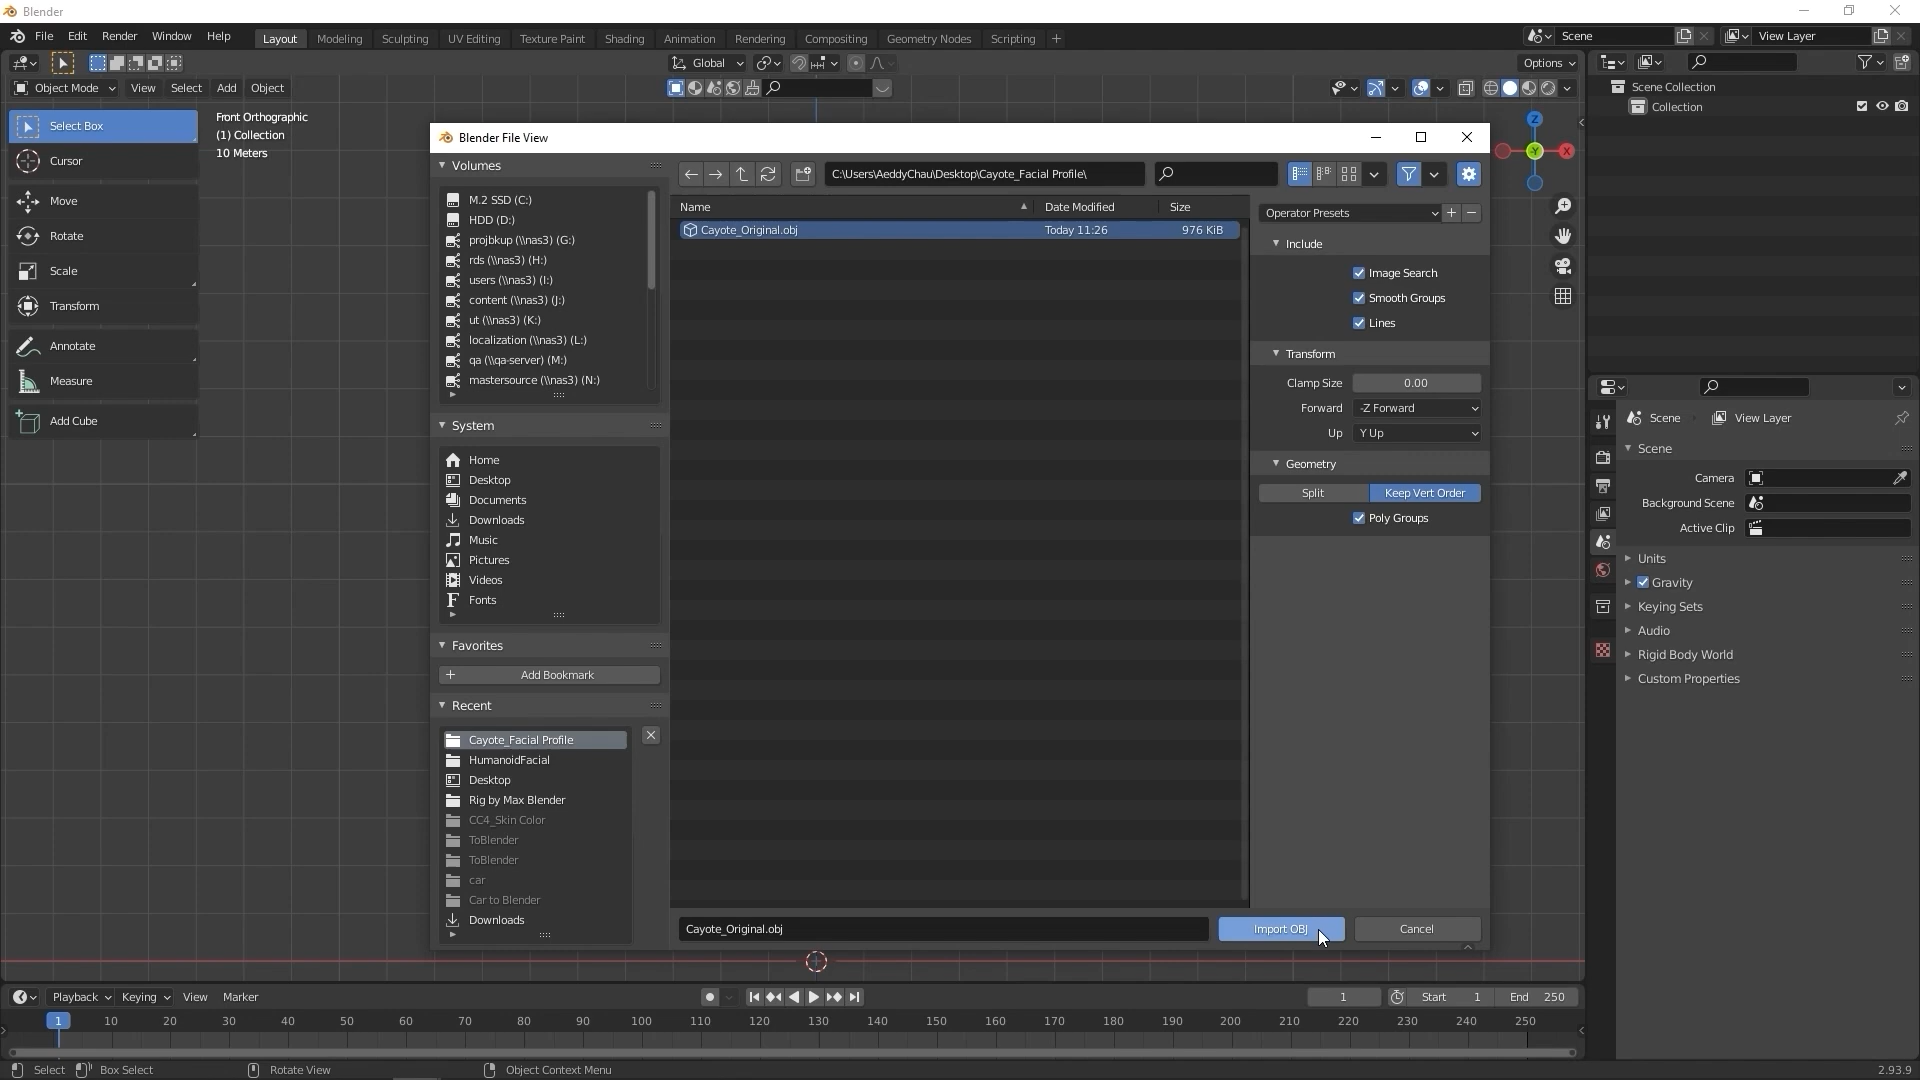 Blender
File Edit Render Window Help
Layout Modeling Sculpting UV Editing Texture Paint Shading Animation Rendering Compositing Geometry Nodes Scripting
Scene
View Layer
Global
Options
Object Mode View Select Add Object
Select Box
Cursor
Move
Rotate
Scale
Transform
Annotate
Measure
Add Cube
Front Orthographic
(1) Collection
10 Meters
Z
X
Y
Blender File View
Volumes
M.2 SSD (C:)
HDD (D:)
projbkup (\\nas3) (G:)
rds (\\nas3) (H:)
users (\\nas3) (I:)
content (\\nas3) (J:)
ut (\\nas3) (K:)
localization (\\nas3) (L:)
qa (\\qa-server) (M:)
mastersource (\\nas3) (N:)
System
Home
Desktop
Documents
Downloads
Music
Pictures
Videos
Fonts
Favorites
Add Bookmark
Recent
Cayote_Facial Profile
HumanoidFacial
Desktop
Rig by Max Blender
CC4_Skin Color
ToBlender
ToBlender
car
Car to Blender
Downloads
C:\Users\AeddyChau\Desktop\Cayote_Facial Profile\
Name Date Modified Size
Cayote_Original.obj Today 11:26 976 KiB
Operator Presets
Include
Image Search
Smooth Groups
Lines
Transform
Clamp Size 0.00
Forward -Z Forward
Up Y Up
Geometry
Split Keep Vert Order
Poly Groups
Cayote_Original.obj
Import OBJ
Cancel
Scene Collection
Collection
Scene View Layer
Scene
Camera
Background Scene
Active Clip
Units
Gravity
Keying Sets
Audio
Rigid Body World
Custom Properties
Playback Keying View Marker
1 Start 1 End 250
1 10 20 30 40 50 60 70 80 90 100 110 120 130 140 150 160 170 180 190 200 210 220 230 240 250
Select Box Select Rotate View Object Context Menu
2.93.9